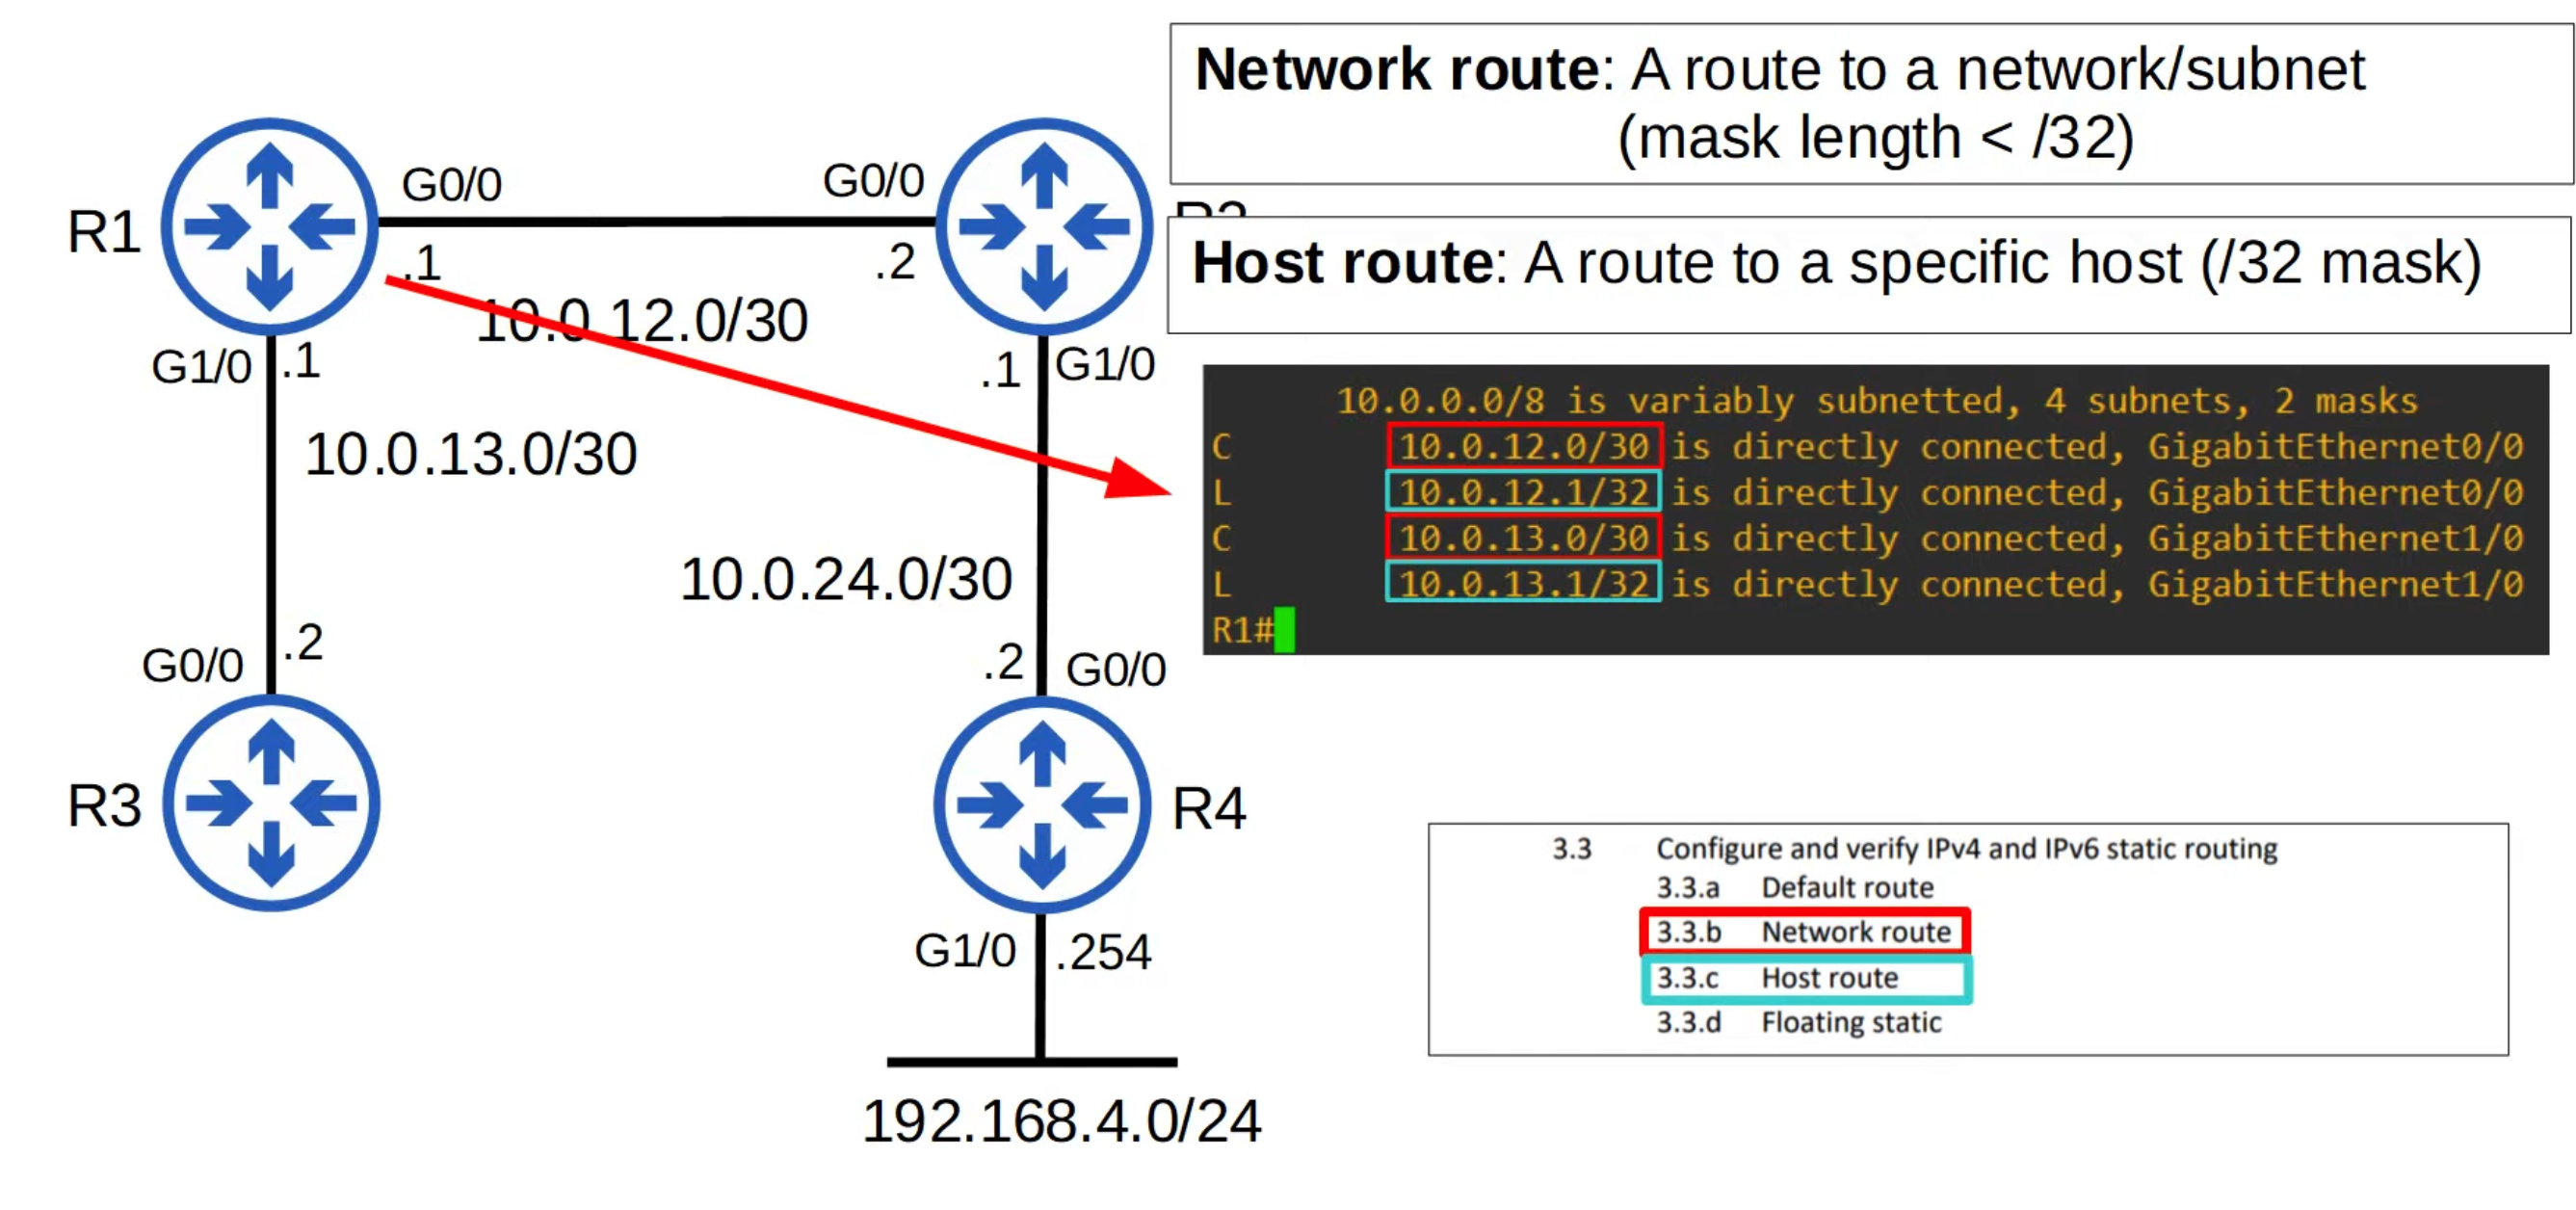 Network route: A route to a network/subnet
(mask length < /32)
Host route: A route to a specific host (/32 mask)
R1
G0/0
.1
G0/0
.2
10.0.12.0/30
G1/0
.1
.1
G1/0
10.0.13.0/30
10.0.24.0/30
G0/0
.2
.2
G0/0
R3
R4
G1/0
.254
192.168.4.0/24
10.0.0.0/8 is variably subnetted, 4 subnets, 2 masks
C 10.0.12.0/30 is directly connected, GigabitEthernet0/0
L 10.0.12.1/32 is directly connected, GigabitEthernet0/0
C 10.0.13.0/30 is directly connected, GigabitEthernet1/0
L 10.0.13.1/32 is directly connected, GigabitEthernet1/0
R1#
3.3 Configure and verify IPv4 and IPv6 static routing
3.3.a Default route
3.3.b Network route
3.3.c Host route
3.3.d Floating static